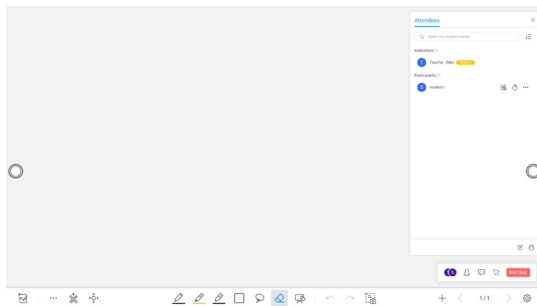 Attendees
Enter the student name
Instructors(1)
T Teacher (Me)
Participants(1)
S student1
End Class
1/1